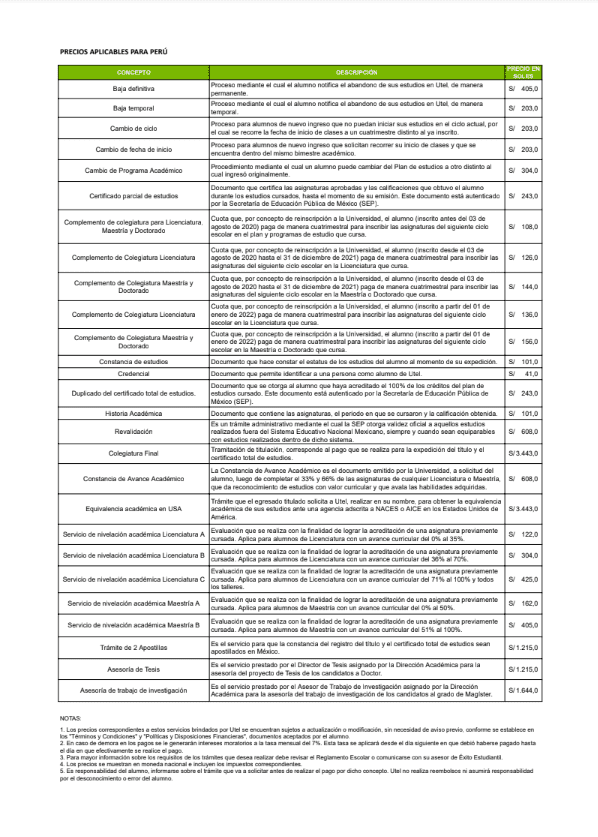 PRECIOS APLICABLES PARA PERÚ
CONCEPTO
DESCRIPCIÓN
PRECIO EN
SOLES
Baja definitiva
Proceso mediante el cual el alumno notifica el abandono de sus estudios en Utel, de manera
permanente.
S/ 405,0
Baja temporal
Proceso mediante el cual el alumno notifica el abandono de sus estudios en Utel, de manera
temporal.
S/ 203,0
Cambio de ciclo
Proceso para alumnos de nuevo ingreso que no puedan iniciar sus estudios en el ciclo actual, por
el cual se recorre la fecha de inicio de clases a un cuatrimestre distinto al ya inscrito.
S/ 203,0
Cambio de fecha de inicio
Proceso para alumnos de nuevo ingreso que solicitan recorrer su inicio de clases y que se
encuentra dentro del mismo bimestre académico.
S/ 203,0
Cambio de Programa Académico
Procedimiento mediante el cual un alumno puede cambiar del Plan de estudios a otro distinto al
cual ingresó originalmente.
S/ 304,0
Certificado parcial de estudios
Documento que certifica las asignaturas aprobadas y las calificaciones que obtuvo el alumno
durante los estudios cursados, hasta el momento de su emisión. Este documento está autenticado
por la Secretaría de Educación Pública de México (SEP).
S/ 243,0
Complemento de colegiatura para Licenciatura,
Maestría y Doctorado
Cuota que, por concepto de reinscripción a la Universidad, el alumno (inscrito antes del 03 de
agosto de 2020) paga de manera cuatrimestral para inscribir las asignaturas del siguiente ciclo
escolar en el plan y programas de estudio que cursa.
S/ 108,0
Complemento de Colegiatura Licenciatura
Cuota que, por concepto de reinscripción a la Universidad, el alumno (inscrito desde el 03 de
agosto de 2020 hasta el 31 de diciembre de 2021) paga de manera cuatrimestral para inscribir las
asignaturas del siguiente ciclo escolar en la Licenciatura que cursa.
S/ 126,0
Complemento de Colegiatura Maestría y
Doctorado
Cuota que, por concepto de reinscripción a la Universidad, el alumno (inscrito desde el 03 de
agosto de 2020 hasta el 31 de diciembre de 2021) paga de manera cuatrimestral para inscribir las
asignaturas del siguiente ciclo escolar en la Maestría o Doctorado que cursa.
S/ 144,0
Complemento de Colegiatura Licenciatura
Cuota que, por concepto de reinscripción a la Universidad, el alumno (inscrito a partir del 01 de
enero de 2022) paga de manera cuatrimestral para inscribir las asignaturas del siguiente ciclo
escolar en la Licenciatura que cursa.
S/ 136,0
Complemento de Colegiatura Maestría y
Doctorado
Cuota que, por concepto de reinscripción a la Universidad, el alumno (inscrito a partir del 01 de
enero de 2022) paga de manera cuatrimestral para inscribir las asignaturas del siguiente ciclo
escolar en la Maestría o Doctorado que cursa.
S/ 156,0
Constancia de estudios
Documento que hace constar el estatus de los estudios del alumno al momento de su expedición.
S/ 101,0
Credencial
Documento que permite identificar a una persona como alumno de Utel.
S/ 41,0
Duplicado del certificado total de estudios.
Documento que se otorga al alumno que haya acreditado el 100% de los créditos del plan de
estudios cursado. Este documento está autenticado por la Secretaría de Educación Pública de
México (SEP).
S/ 243,0
Historia Académica
Documento que contiene las asignaturas, el periodo en que se cursaron y la calificación obtenida.
S/ 101,0
Revalidación
Es un trámite administrativo mediante el cual la SEP otorga validez oficial a aquellos estudios
realizados fuera del Sistema Educativo Nacional Mexicano, siempre y cuando sean equiparables
con estudios realizados dentro de dicho sistema.
S/ 608,0
Colegiatura Final
Tramitación de titulación, corresponde al pago que se realiza para la expedición del título y el
certificado total de estudios.
S/ 3.443,0
Constancia de Avance Académico
La Constancia de Avance Académico es el documento emitido por la Universidad, a solicitud del
alumno, luego de completar el 33% y 66% de las asignaturas de cualquier Licenciatura o Maestría,
que da reconocimiento de estudios con valor curricular y que avala las habilidades adquiridas.
S/ 608,0
Equivalencia académica en USA
Trámite que el egresado titulado solicita a Utel, realizar en su nombre, para obtener la equivalencia
académica de sus estudios ante una agencia adscrita a NACES o AICE en los Estados Unidos de
América.
S/ 3.443,0
Servicio de nivelación académica Licenciatura A
Evaluación que se realiza con la finalidad de lograr la acreditación de una asignatura previamente
cursada. Aplica para alumnos de Licenciatura con un avance curricular del 0% al 35%.
S/ 122,0
Servicio de nivelación académica Licenciatura B
Evaluación que se realiza con la finalidad de lograr la acreditación de una asignatura previamente
cursada. Aplica para alumnos de Licenciatura con un avance curricular del 36% al 70%.
S/ 304,0
Servicio de nivelación académica Licenciatura C
Evaluación que se realiza con la finalidad de lograr la acreditación de una asignatura previamente
cursada. Aplica para alumnos de Licenciatura con un avance curricular del 71% al 100% y todos
los talleres.
S/ 425,0
Servicio de nivelación académica Maestría A
Evaluación que se realiza con la finalidad de lograr la acreditación de una asignatura previamente
cursada. Aplica para alumnos de Maestría con un avance curricular del 0% al 50%.
S/ 162,0
Servicio de nivelación académica Maestría B
Evaluación que se realiza con la finalidad de lograr la acreditación de una asignatura previamente
cursada. Aplica para alumnos de Maestría con un avance curricular del 51% al 100%.
S/ 405,0
Trámite de 2 Apostillas
Es el servicio para que la constancia del registro del título y el certificado total de estudios sean
apostillados en México.
S/ 1.215,0
Asesoría de Tesis
Es el servicio prestado por el Director de Tesis asignado por la Dirección Académica para la
asesoría del proyecto de Tesis de los candidatos a Doctor.
S/ 1.215,0
Asesoría de trabajo de investigación
Es el servicio prestado por el Asesor de Trabajo de Investigación asignado por la Dirección
Académica para la asesoría del trabajo de investigación de los candidatos al grado de Magíster.
S/ 1.644,0
NOTAS:
1. Los precios correspondientes a estos servicios brindados por Utel se encuentran sujetos a actualización o modificación, sin necesidad de aviso previo, conforme se establece en
los "Términos y Condiciones" y "Políticas y Disposiciones Financieras", documentos aceptados por el alumno.
2. En caso de demora en los pagos se le generarán intereses moratorios a la tasa mensual del 7%. Esta tasa se aplicará desde el día siguiente en que debió haberse pagado hasta
el día en que efectivamente se realice el pago.
3. Para mayor información sobre los requisitos de los trámites que desea realizar debe revisar el Reglamento Escolar o comunicarse con su asesor de Éxito Estudiantil.
4. Los precios se muestran en moneda nacional e incluyen los impuestos correspondientes.
5. Es responsabilidad del alumno, informarse sobre el trámite que va a solicitar antes de realizar el pago por dicho concepto. Utel no realiza reembolsos ni asumirá responsabilidad
por el desconocimiento o error del alumno.